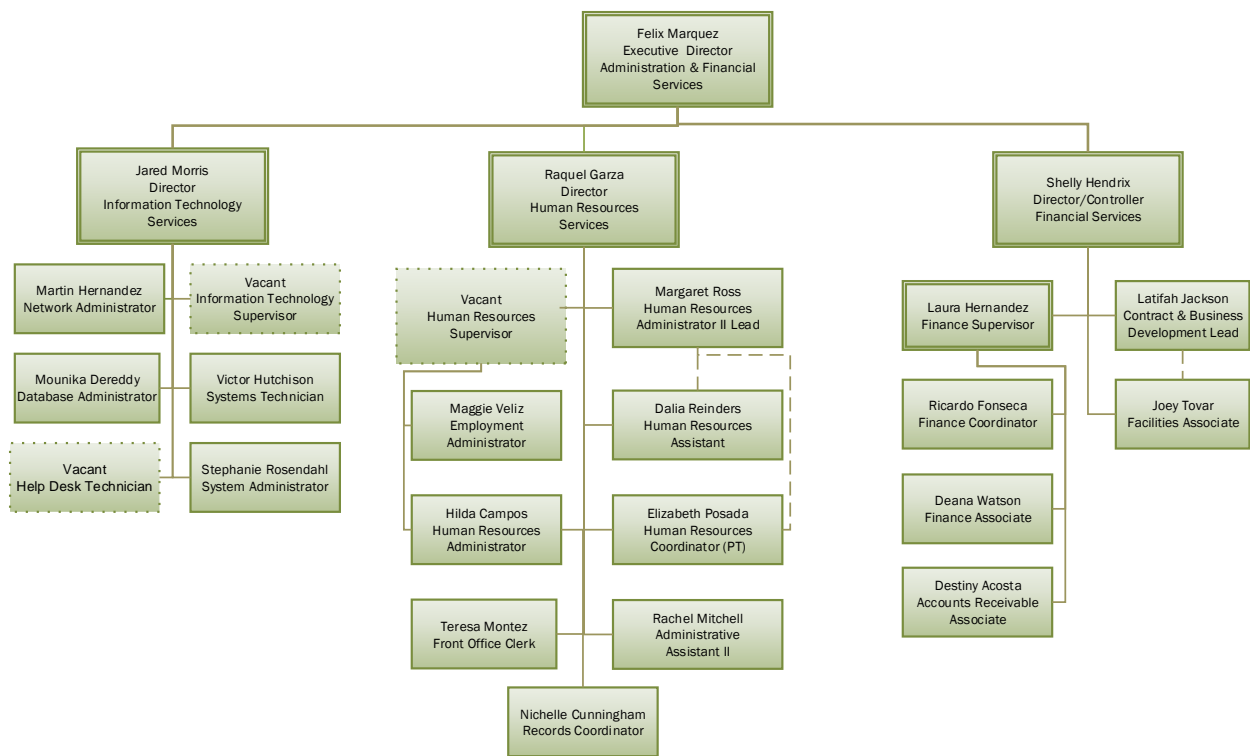 Felix Marquez
Executive Director
Administration & Financial
Services
Jared Morris
Director
Information Technology
Services
Raquel Garza
Director
Human Resources
Services
Shelly Hendrix
Director/Controller
Financial Services
Martin Hernandez
Network Administrator
Vacant
Information Technology
Supervisor
Mounika Dereddy
Database Administrator
Victor Hutchison
Systems Technician
Vacant
Help Desk Technician
Stephanie Rosendahl
System Administrator
Vacant
Human Resources
Supervisor
Margaret Ross
Human Resources
Administrator II Lead
Maggie Veliz
Employment
Administrator
Dalia Reinders
Human Resources
Assistant
Hilda Campos
Human Resources
Administrator
Elizabeth Posada
Human Resources
Coordinator (PT)
Teresa Montez
Front Office Clerk
Rachel Mitchell
Administrative
Assistant II
Nichelle Cunningham
Records Coordinator
Laura Hernandez
Finance Supervisor
Latifah Jackson
Contract & Business
Development Lead
Ricardo Fonseca
Finance Coordinator
Joey Tovar
Facilities Associate
Deana Watson
Finance Associate
Destiny Acosta
Accounts Receivable
Associate